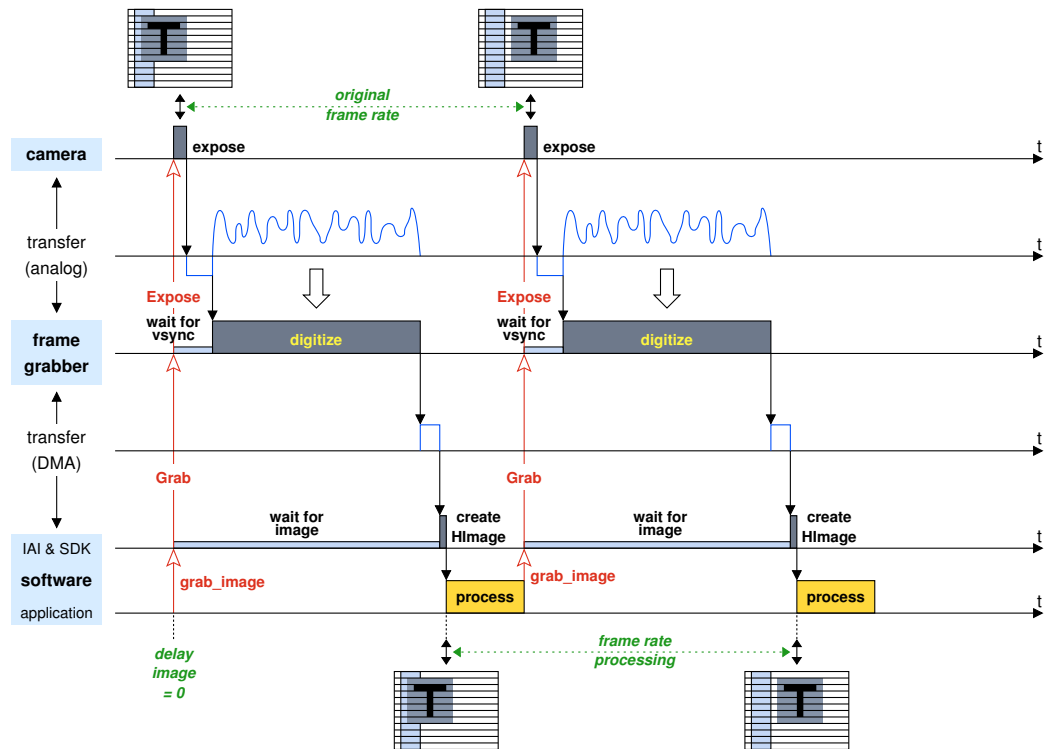 T
T
original
frame rate
expose
expose
t
camera
transfer
(analog)
t
Expose
Expose
wait for
vsync
wait for
vsync
frame
grabber
digitize
digitize
t
transfer
(DMA)
t
Grab
Grab
wait for
image
create
HImage
wait for
image
create
HImage
t
IAI & SDK
software
application
grab_image
grab_image
process
process
t
delay
image
= 0
frame rate
processing
T
T